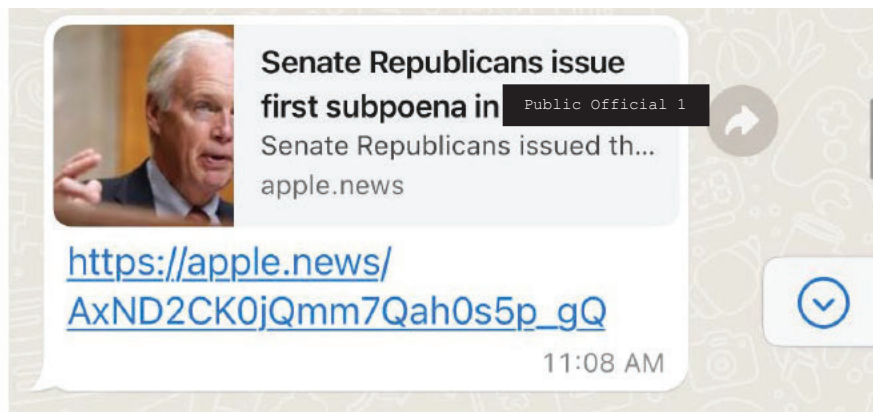 Senate Republicans issue
first subpoena in Public Official 1
Senate Republicans issued th...
apple.news
https://apple.news/
AxND2CK0jQmm7Qah0s5p_gQ
11:08 AM